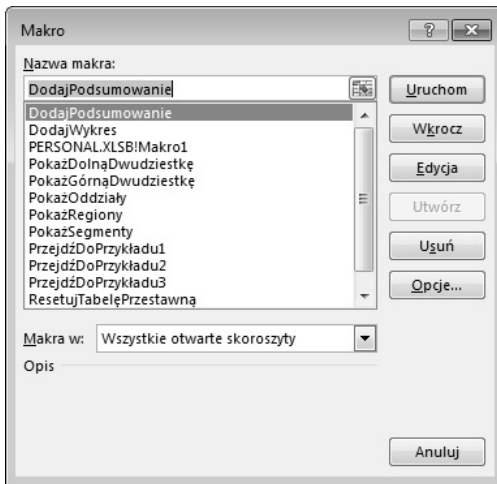 Makro
Nazwa makra:
DodajPodsumowanie
Uruchom
DodajPodsumowanie
DodajWykres
Wkrocz
PERSONAL.XLSB!Makro1
PokażDolnąDwudziestkę
Edycja
PokażGórnąDwudziestkę
PokażOddziały
Utwórz
PokażRegiony
PokażSegmenty
Usuń
PrzejdźDoPrzykładu1
PrzejdźDoPrzykładu2
Opcje...
PrzejdźDoPrzykładu3
ResetujTabelęPrzestawną
Makra w: Wszystkie otwarte skoroszyty
Opis
Anuluj